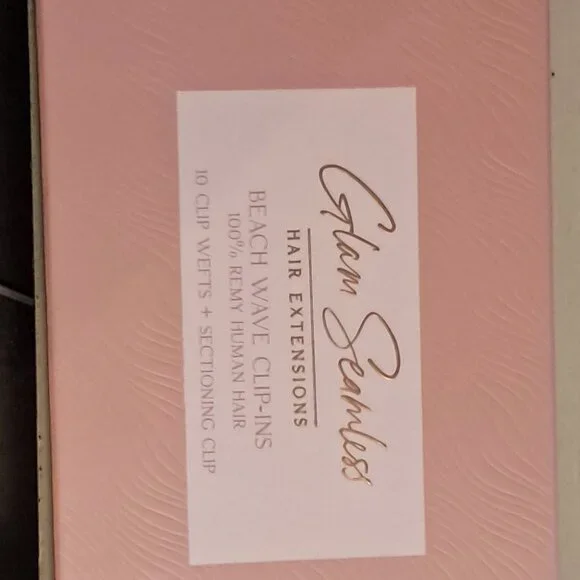 Glam Seamless
HAIR EXTENSIONS
BEACH WAVE CLIP-INS
100% REMY HUMAN HAIR
10 CLIP WEFTS + SECTIONING CLIP